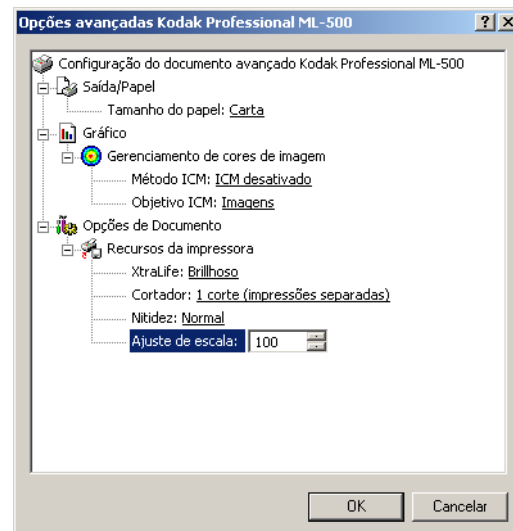 Opções avançadas Kodak Professional ML-500
Configuração do documento avançado Kodak Professional ML-500
Saída/Papel
Tamanho do papel: Carta
Gráfico
Gerenciamento de cores de imagem
Método ICM: ICM desativado
Objetivo ICM: Imagens
Opções de Documento
Recursos da impressora
XtraLife: Brillhoso
Cortador: 1 corte (impressões separadas)
Nitidez: Normal
Ajuste de escala: 100
OK Cancelar